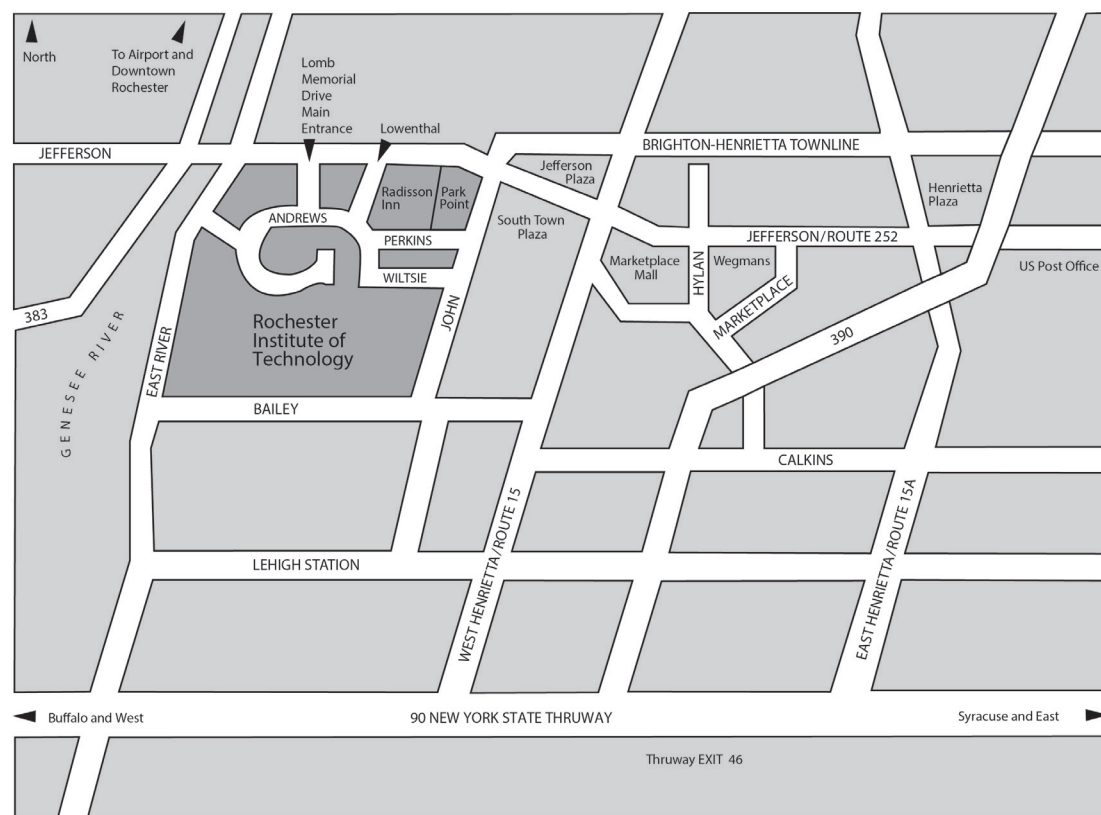 North
To Airport and
Downtown
Rochester
Lomb
Memorial
Drive
Main
Entrance
Lowenthal
JEFFERSON
BRIGHTON-HENRIETTA TOWNLINE
Jefferson
Plaza
Radisson
Inn
Park
Point
Henrietta
Plaza
ANDREWS
South Town
Plaza
PERKINS
JEFFERSON/ROUTE 252
Marketplace
Mall
HYLAN
Wegmans
US Post Office
WILTSIE
MARKETPLACE
383
JOHN
GENESEE RIVER
Rochester
Institute of
Technology
390
EAST RIVER
BAILEY
CALKINS
WEST HENRIETTA/ROUTE 15
EAST HENRIETTA/ROUTE 15A
LEHIGH STATION
Buffalo and West
90 NEW YORK STATE THRUWAY
Syracuse and East
Thruway EXIT 46